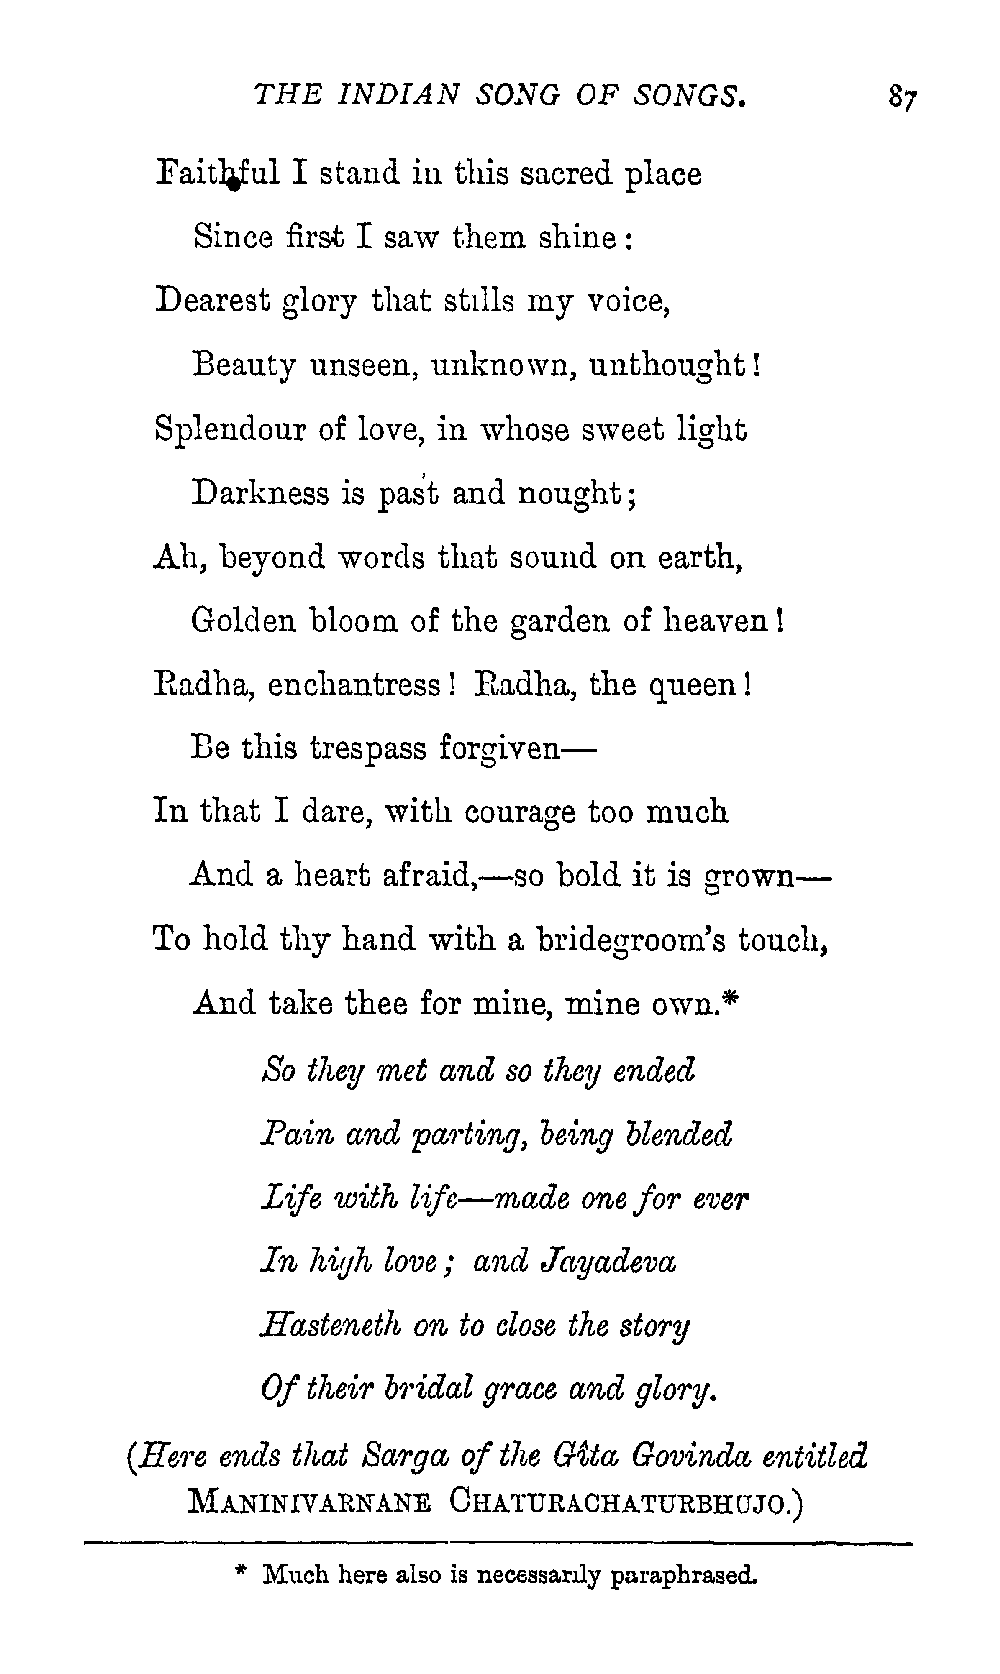 THE INDIAN SONG OF SONGS. 87
Faithful I stand in this sacred place
Since first I saw them shine:
Dearest glory that stills my voice,
Beauty unseen, unknown, unthought!
Splendour of love, in whose sweet light
Darkness is past and nought;
Ah, beyond words that sound on earth,
Golden bloom of the garden of heaven!
Radha, enchantress! Radha, the queen!
Be this trespass forgiven—
In that I dare, with courage too much
And a heart afraid,—so bold it is grown—
To hold thy hand with a bridegroom's touch,
And take thee for mine, mine own.*
So they met and so they ended
Pain and parting, being blended
Life with life—made one for ever
In high love; and Jayadeva
Hasteneth on to close the story
Of their bridal grace and glory.
(Here ends that Sarga of the Gîta Govinda entitled
MANINIVARNANE CHATURACHATURBHUJO.)
* Much here also is necessarily paraphrased.